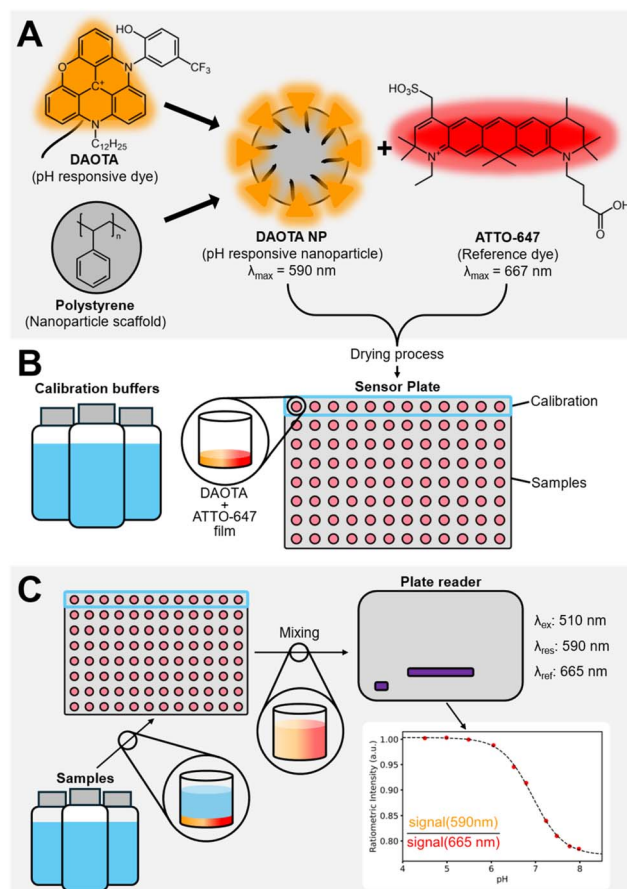 A
HO
CF3
O
C+
N
N
C12H25
DAOTA
(pH responsive dye)
n
Polystyrene
(Nanoparticle scaffold)
DAOTA NP
(pH responsive nanoparticle)
λmax = 590 nm
+
HO3S
N+
N
O
OH
ATTO-647
(Reference dye)
λmax = 667 nm
Drying process
B
Calibration buffers
Sensor Plate
Calibration
Samples
DAOTA
+
ATTO-647
film
C
Mixing
Plate reader
λex: 510 nm
λres: 590 nm
λref: 665 nm
Samples
Ratiometric Intensity (a.u.)
1.00
0.95
0.90
0.85
0.80
signal(590nm)
signal(665 nm)
4 5 6 7 8
pH